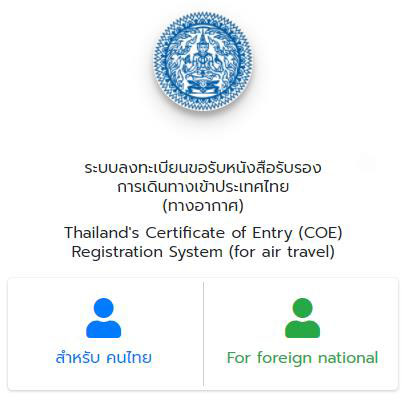 ระบบลงทะเบียนขอรับหนังสือรับรอง
การเดินทางเข้าประเทศไทย
(ทางอากาศ)
Thailand's Certificate of Entry (COE)
Registration System (for air travel)
สำหรับ คนไทย
For foreign national